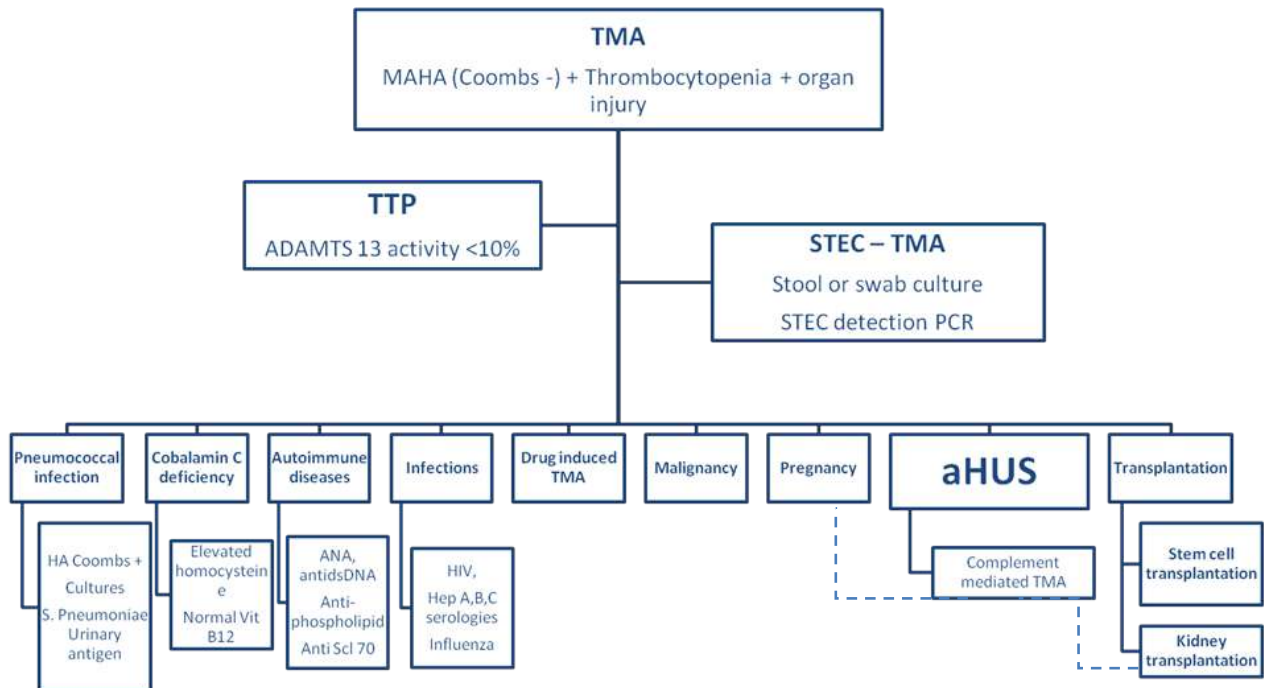 TMA
MAHA (Coombs -) + Thrombocytopenia + organ
injury
TTP
ADAMTS 13 activity <10%
STEC – TMA
Stool or swab culture
STEC detection PCR
Pneumococcal
infection
Cobalamin C
deficiency
Autoimmune
diseases
Infections
Drug induced
TMA
Malignancy
Pregnancy
aHUS
Transplantation
HA Coombs +
Cultures
S. Pneumoniae
Urinary
antigen
Elevated
homocystein
e
Normal Vit
B12
ANA,
antidsDNA
Anti-
phospholipid
Anti Scl 70
HIV,
Hep A,B,C
serologies
Influenza
Complement
mediated TMA
Stem cell
transplantation
Kidney
transplantation